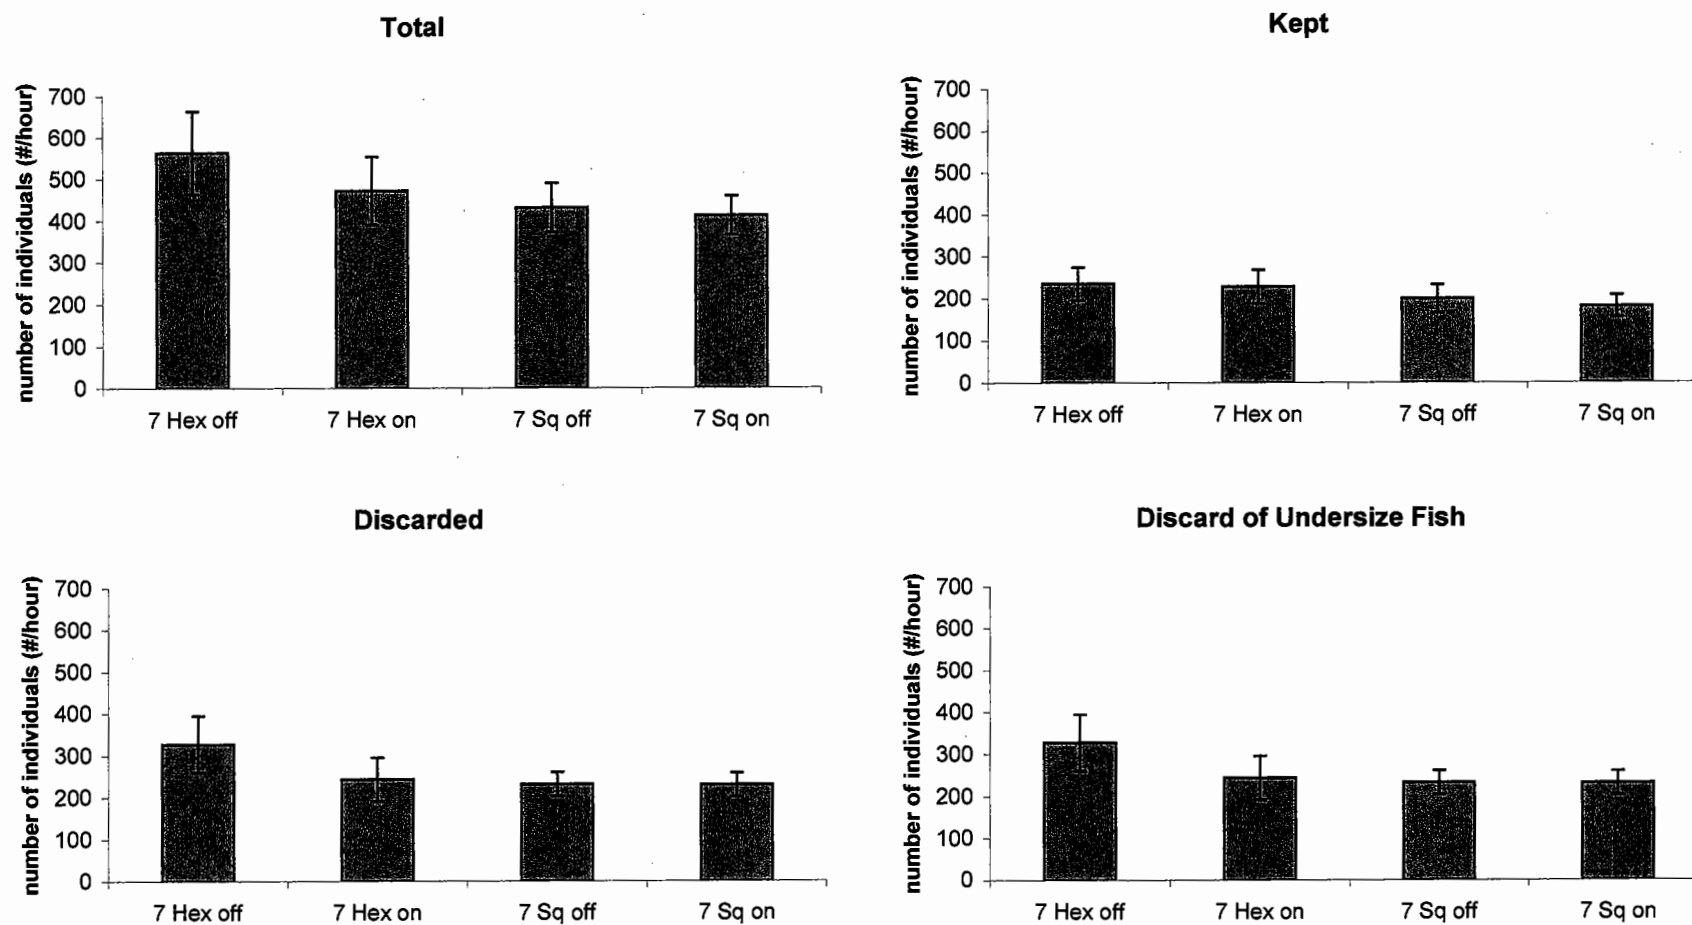 Total
number of individuals (#/hour)
700
600
500
400
300
200
100
0
7 Hex off
7 Hex on
7 Sq off
7 Sq on
Kept
number of individuals (#/hour)
700
600
500
400
300
200
100
0
7 Hex off
7 Hex on
7 Sq off
7 Sq on
Discarded
number of individuals (#/hour)
700
600
500
400
300
200
100
0
7 Hex off
7 Hex on
7 Sq off
7 Sq on
Discard of Undersize Fish
number of individuals (#/hour)
700
600
500
400
300
200
100
0
7 Hex off
7 Hex on
7 Sq off
7 Sq on